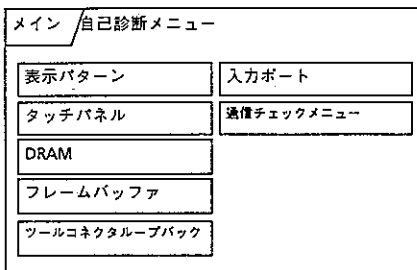 メイン 自己診断メニュー
表示パターン 入力ポート
タッチパネル 通信チェックメニュー
DRAM
フレームバッファ
ツールコネクタループバック